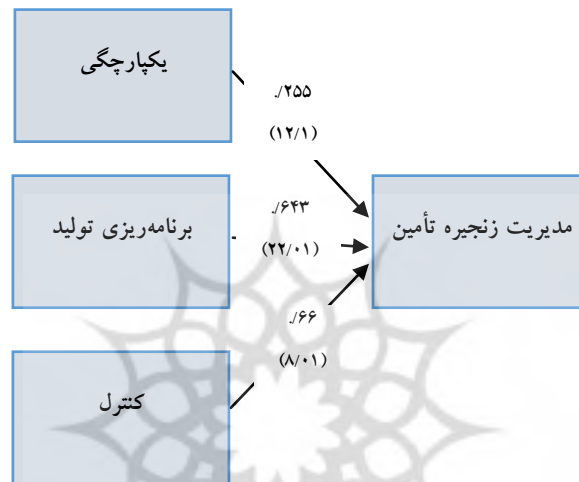 یکپارچگی
./۲۵۵
(۱۲/۱)
برنامه‌ریزی تولید
./۶۴۳
(۲۲/۰۱)
مدیریت زنجیره تأمین
./۶۶
(۸/۰۱)
کنترل